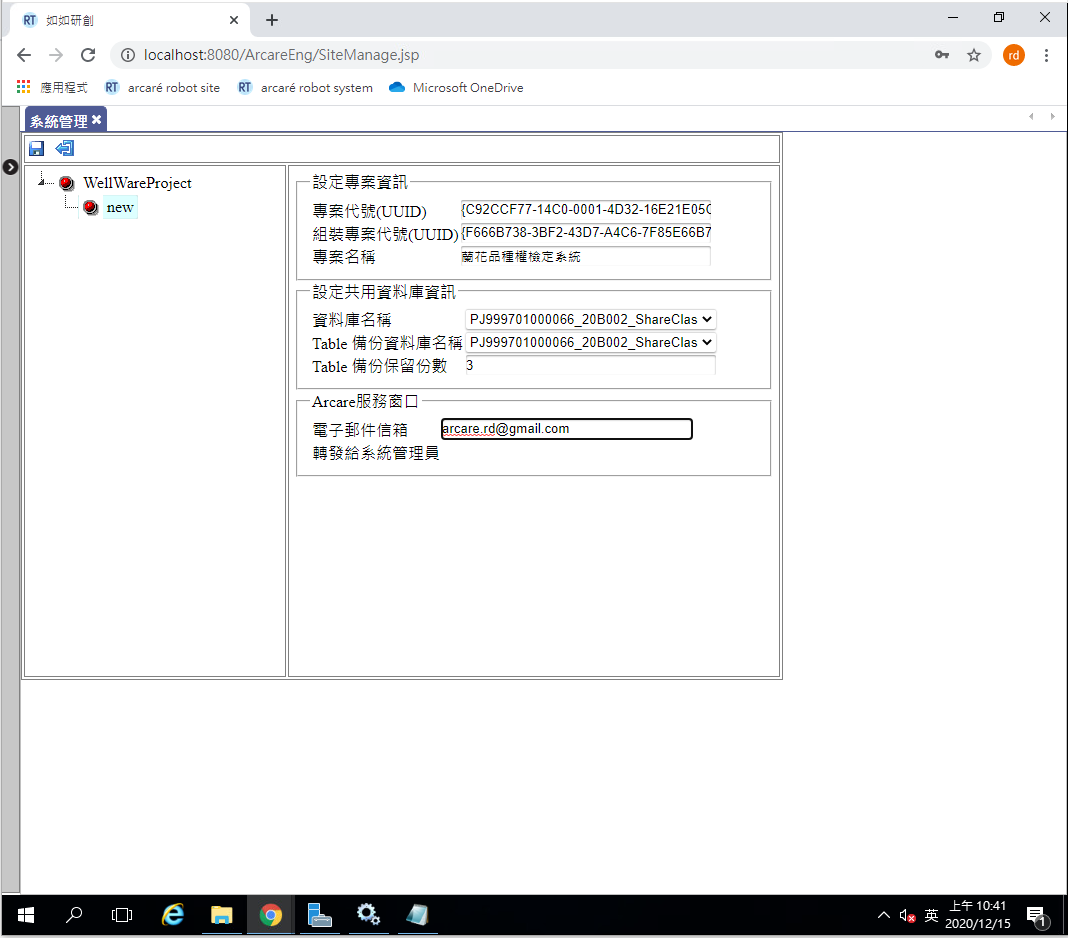 RT 如如研創
localhost:8080/ArcareEng/SiteManage.jsp
rd
應用程式 RT arcaré robot site RT arcaré robot system Microsoft OneDrive
系統管理
WellWareProject
new
設定專案資訊
專案代號(UUID) {C92CCF77-14C0-0001-4D32-16E21E05C
組裝專案代號(UUID) {F666B738-3BF2-43D7-A4C6-7F85E66B7
專案名稱 蘭花品種權檢定系統
設定共用資料庫資訊
資料庫名稱 PJ999701000066_20B002_ShareClas
Table 備份資料庫名稱 PJ999701000066_20B002_ShareClas
Table 備份保留份數 3
Arcare服務窗口
電子郵件信箱 arcare.rd@gmail.com
轉發給系統管理員
英 上午 10:41
2020/12/15
1